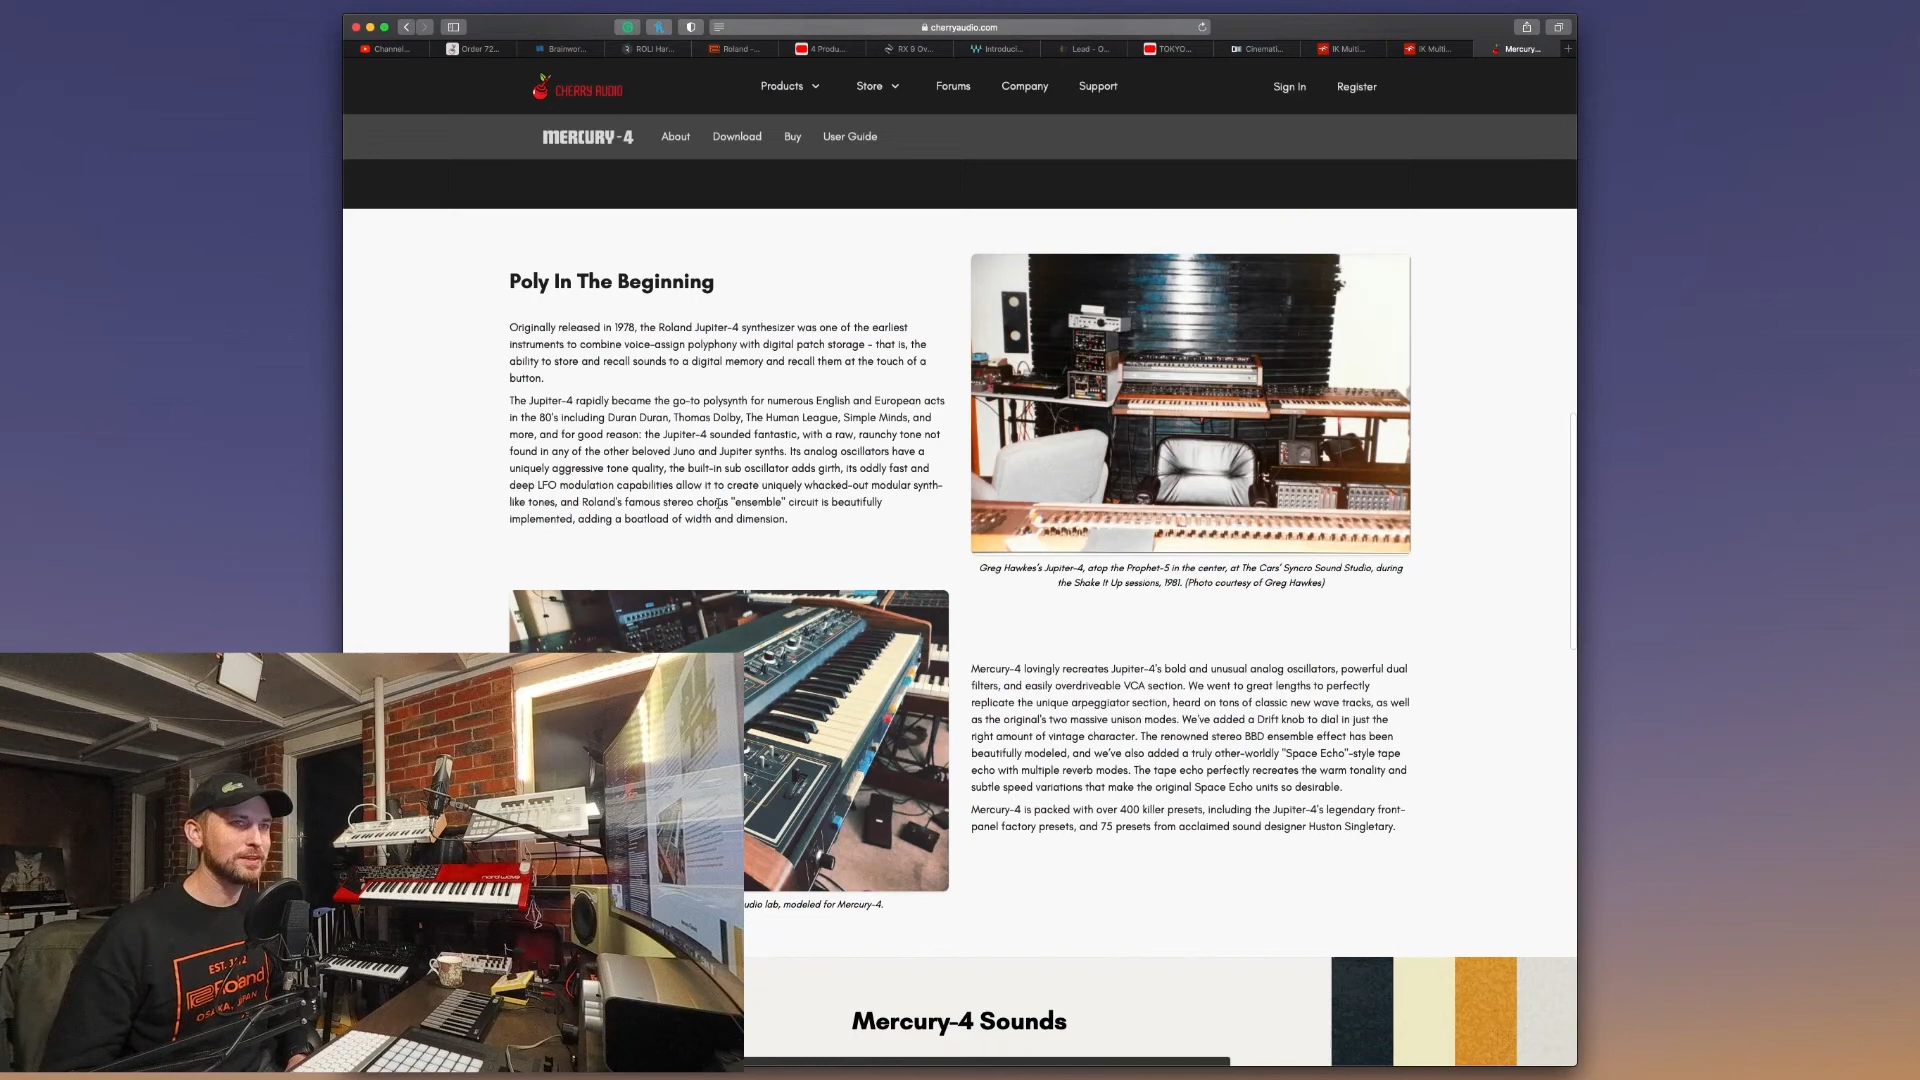 cherryaudio.com
Channel...
Order 72...
Brainwor...
ROLI Har...
Roland -...
4 Produ...
RX 9 Ov...
Introduci...
Lead - O...
TOKYO...
Cinemati...
IK Multi...
IK Multi...
Mercury...
CHERRY AUDIO
Products
Store
Forums
Company
Support
Sign In
Register
MERCURY-4
About
Download
Buy
User Guide
Poly In The Beginning
Originally released in 1978, the Roland Jupiter-4 synthesizer was one of the earliest
instruments to combine voice-assign polyphony with digital patch storage - that is, the
ability to store and recall sounds to a digital memory and recall them at the touch of a
button.
The Jupiter-4 rapidly became the go-to polysynth for numerous English and European acts
in the 80's including Duran Duran, Thomas Dolby, The Human League, Simple Minds, and
more, and for good reason: the Jupiter-4 sounded fantastic, with a raw, raunchy tone not
found in any of the other beloved Juno and Jupiter synths. Its analog oscillators have a
uniquely aggressive tone quality, the built-in sub oscillator adds girth, its oddly fast and
deep LFO modulation capabilities allow it to create uniquely whacked-out modular synth-
like tones, and Roland's famous stereo chorus "ensemble" circuit is beautifully
implemented, adding a boatload of width and dimension.
Greg Hawkes's Jupiter-4, atop the Prophet-5 in the center, at The Cars' Syncro Sound Studio, during
the Shake It Up sessions, 1981. (Photo courtesy of Greg Hawkes)
Mercury-4 lovingly recreates Jupiter-4's bold and unusual analog oscillators, powerful dual
filters, and easily overdriveable VCA section. We went to great lengths to perfectly
replicate the unique arpeggiator section, heard on tons of classic new wave tracks, as well
as the original's two massive unison modes. We've added a Drift knob to dial in just the
right amount of vintage character. The renowned stereo BBD ensemble effect has been
beautifully modeled, and we've also added a truly other-worldly "Space Echo"-style tape
echo with multiple reverb modes. The tape echo perfectly recreates the warm tonality and
subtle speed variations that make the original Space Echo units so desirable.
Mercury-4 is packed with over 400 killer presets, including the Jupiter-4's legendary front-
panel factory presets, and 75 presets from acclaimed sound designer Huston Singletary.
udio lab, modeled for Mercury-4.
Mercury-4 Sounds
nord wave
EST.
Roland
JAPAN